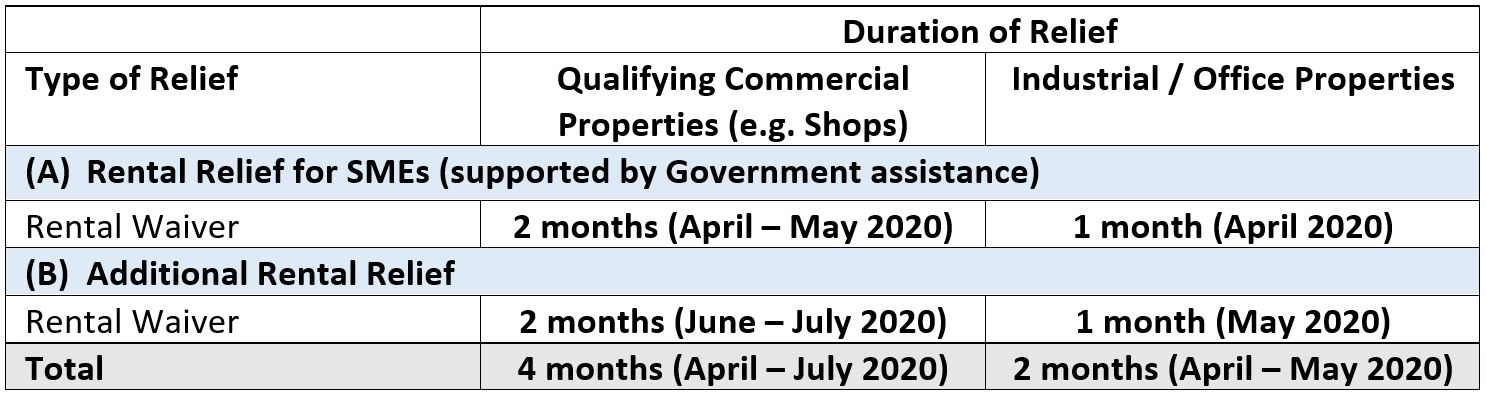 Duration of Relief
Type of Relief
Qualifying Commercial
Properties (e.g. Shops)
Industrial / Office Properties
(A) Rental Relief for SMEs (supported by Government assistance)
Rental Waiver
2 months (April – May 2020)
1 month (April 2020)
(B) Additional Rental Relief
Rental Waiver
2 months (June – July 2020)
1 month (May 2020)
Total
4 months (April – July 2020)
2 months (April – May 2020)